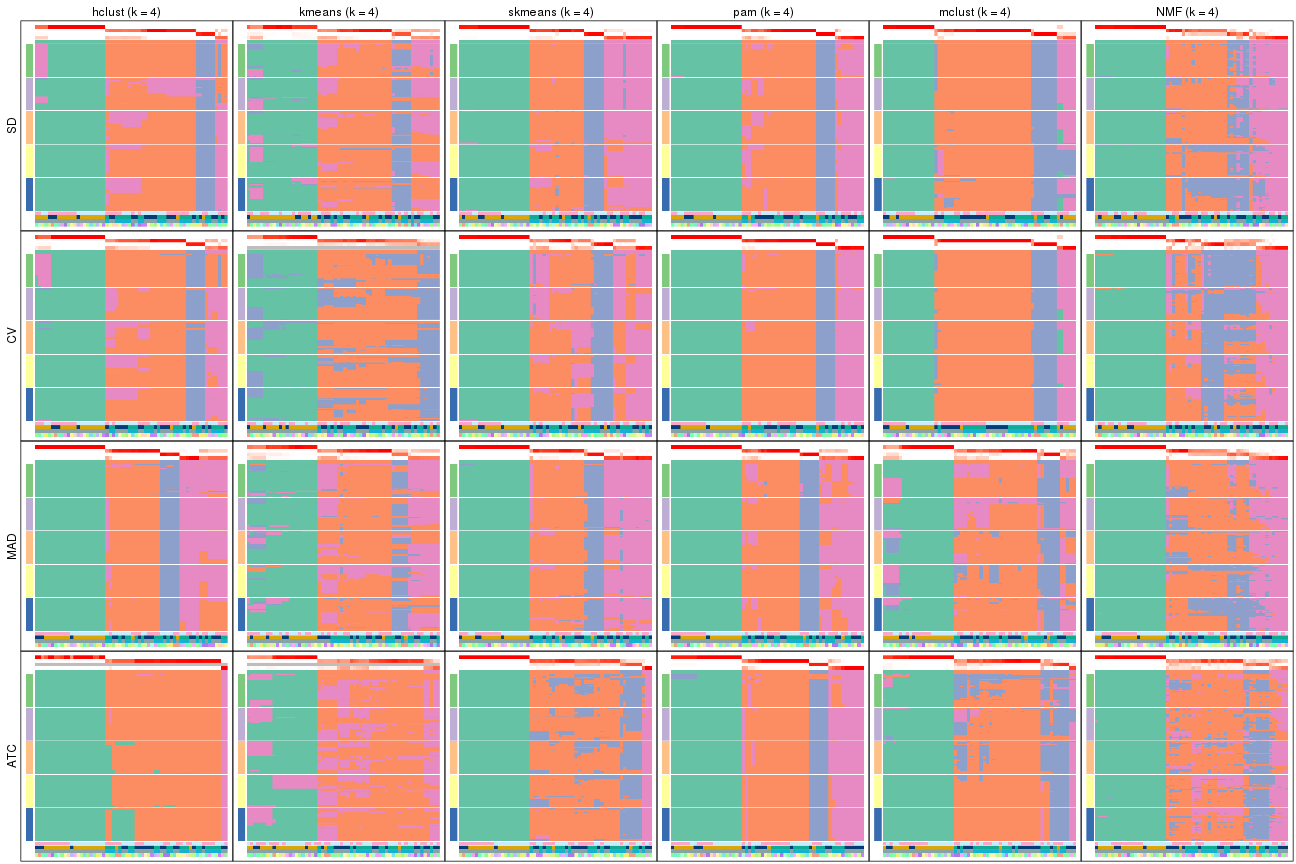 hclust (k = 4) kmeans (k = 4) skmeans (k = 4) pam (k = 4) mclust (k = 4) NMF (k = 4)
SD
CV
MAD
ATC